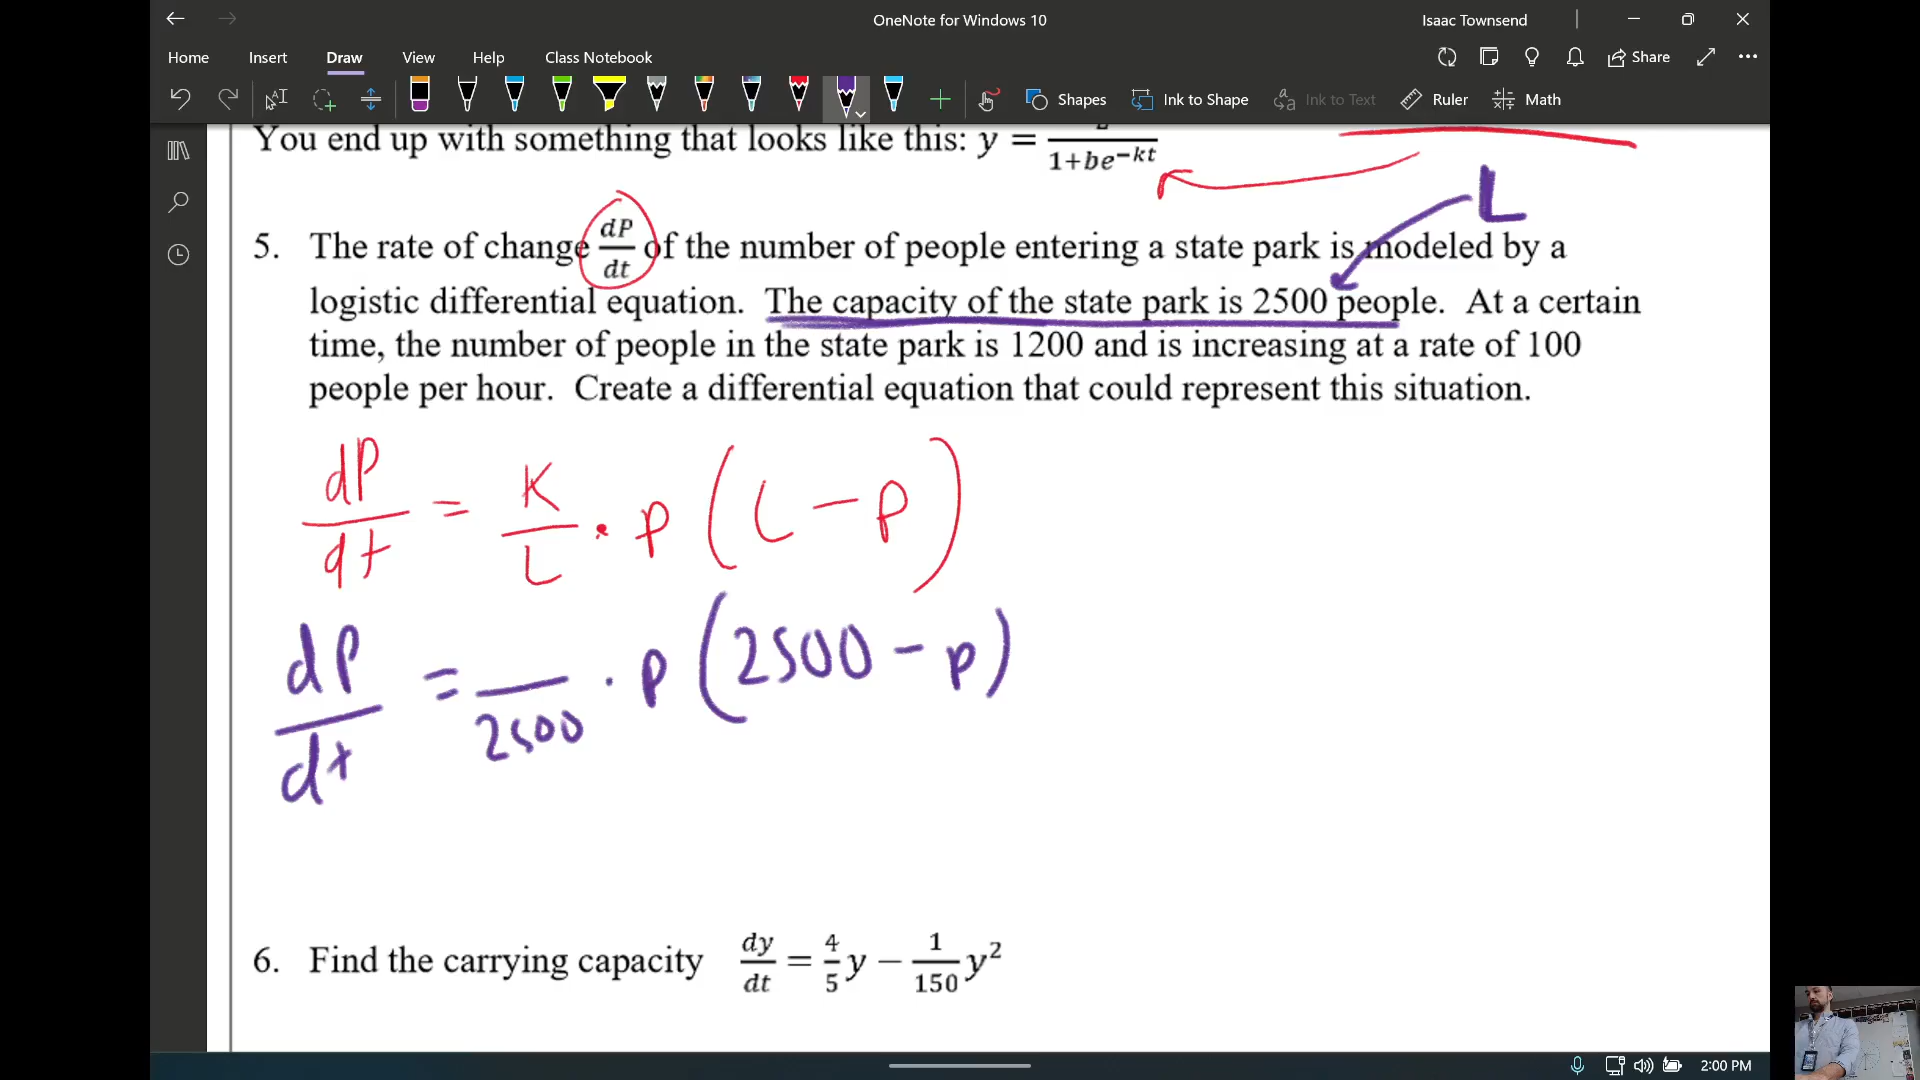 OneNote for Windows 10
Isaac Townsend
Home Insert Draw View Help Class Notebook
Share
Shapes Ink to Shape Ink to Text Ruler Math
You end up with something that looks like this: y = /(1+be^−kt)
L
5. The rate of change dP/dt of the number of people entering a state park is modeled by a
logistic differential equation. The capacity of the state park is 2500 people. At a certain
time, the number of people in the state park is 1200 and is increasing at a rate of 100
people per hour. Create a differential equation that could represent this situation.
dP/dt = K/L · P (L − P)
dP/dt = /2500 · P (2500 − P)
6. Find the carrying capacity dy/dt = 4/5 y − 1/150 y²
2:00 PM